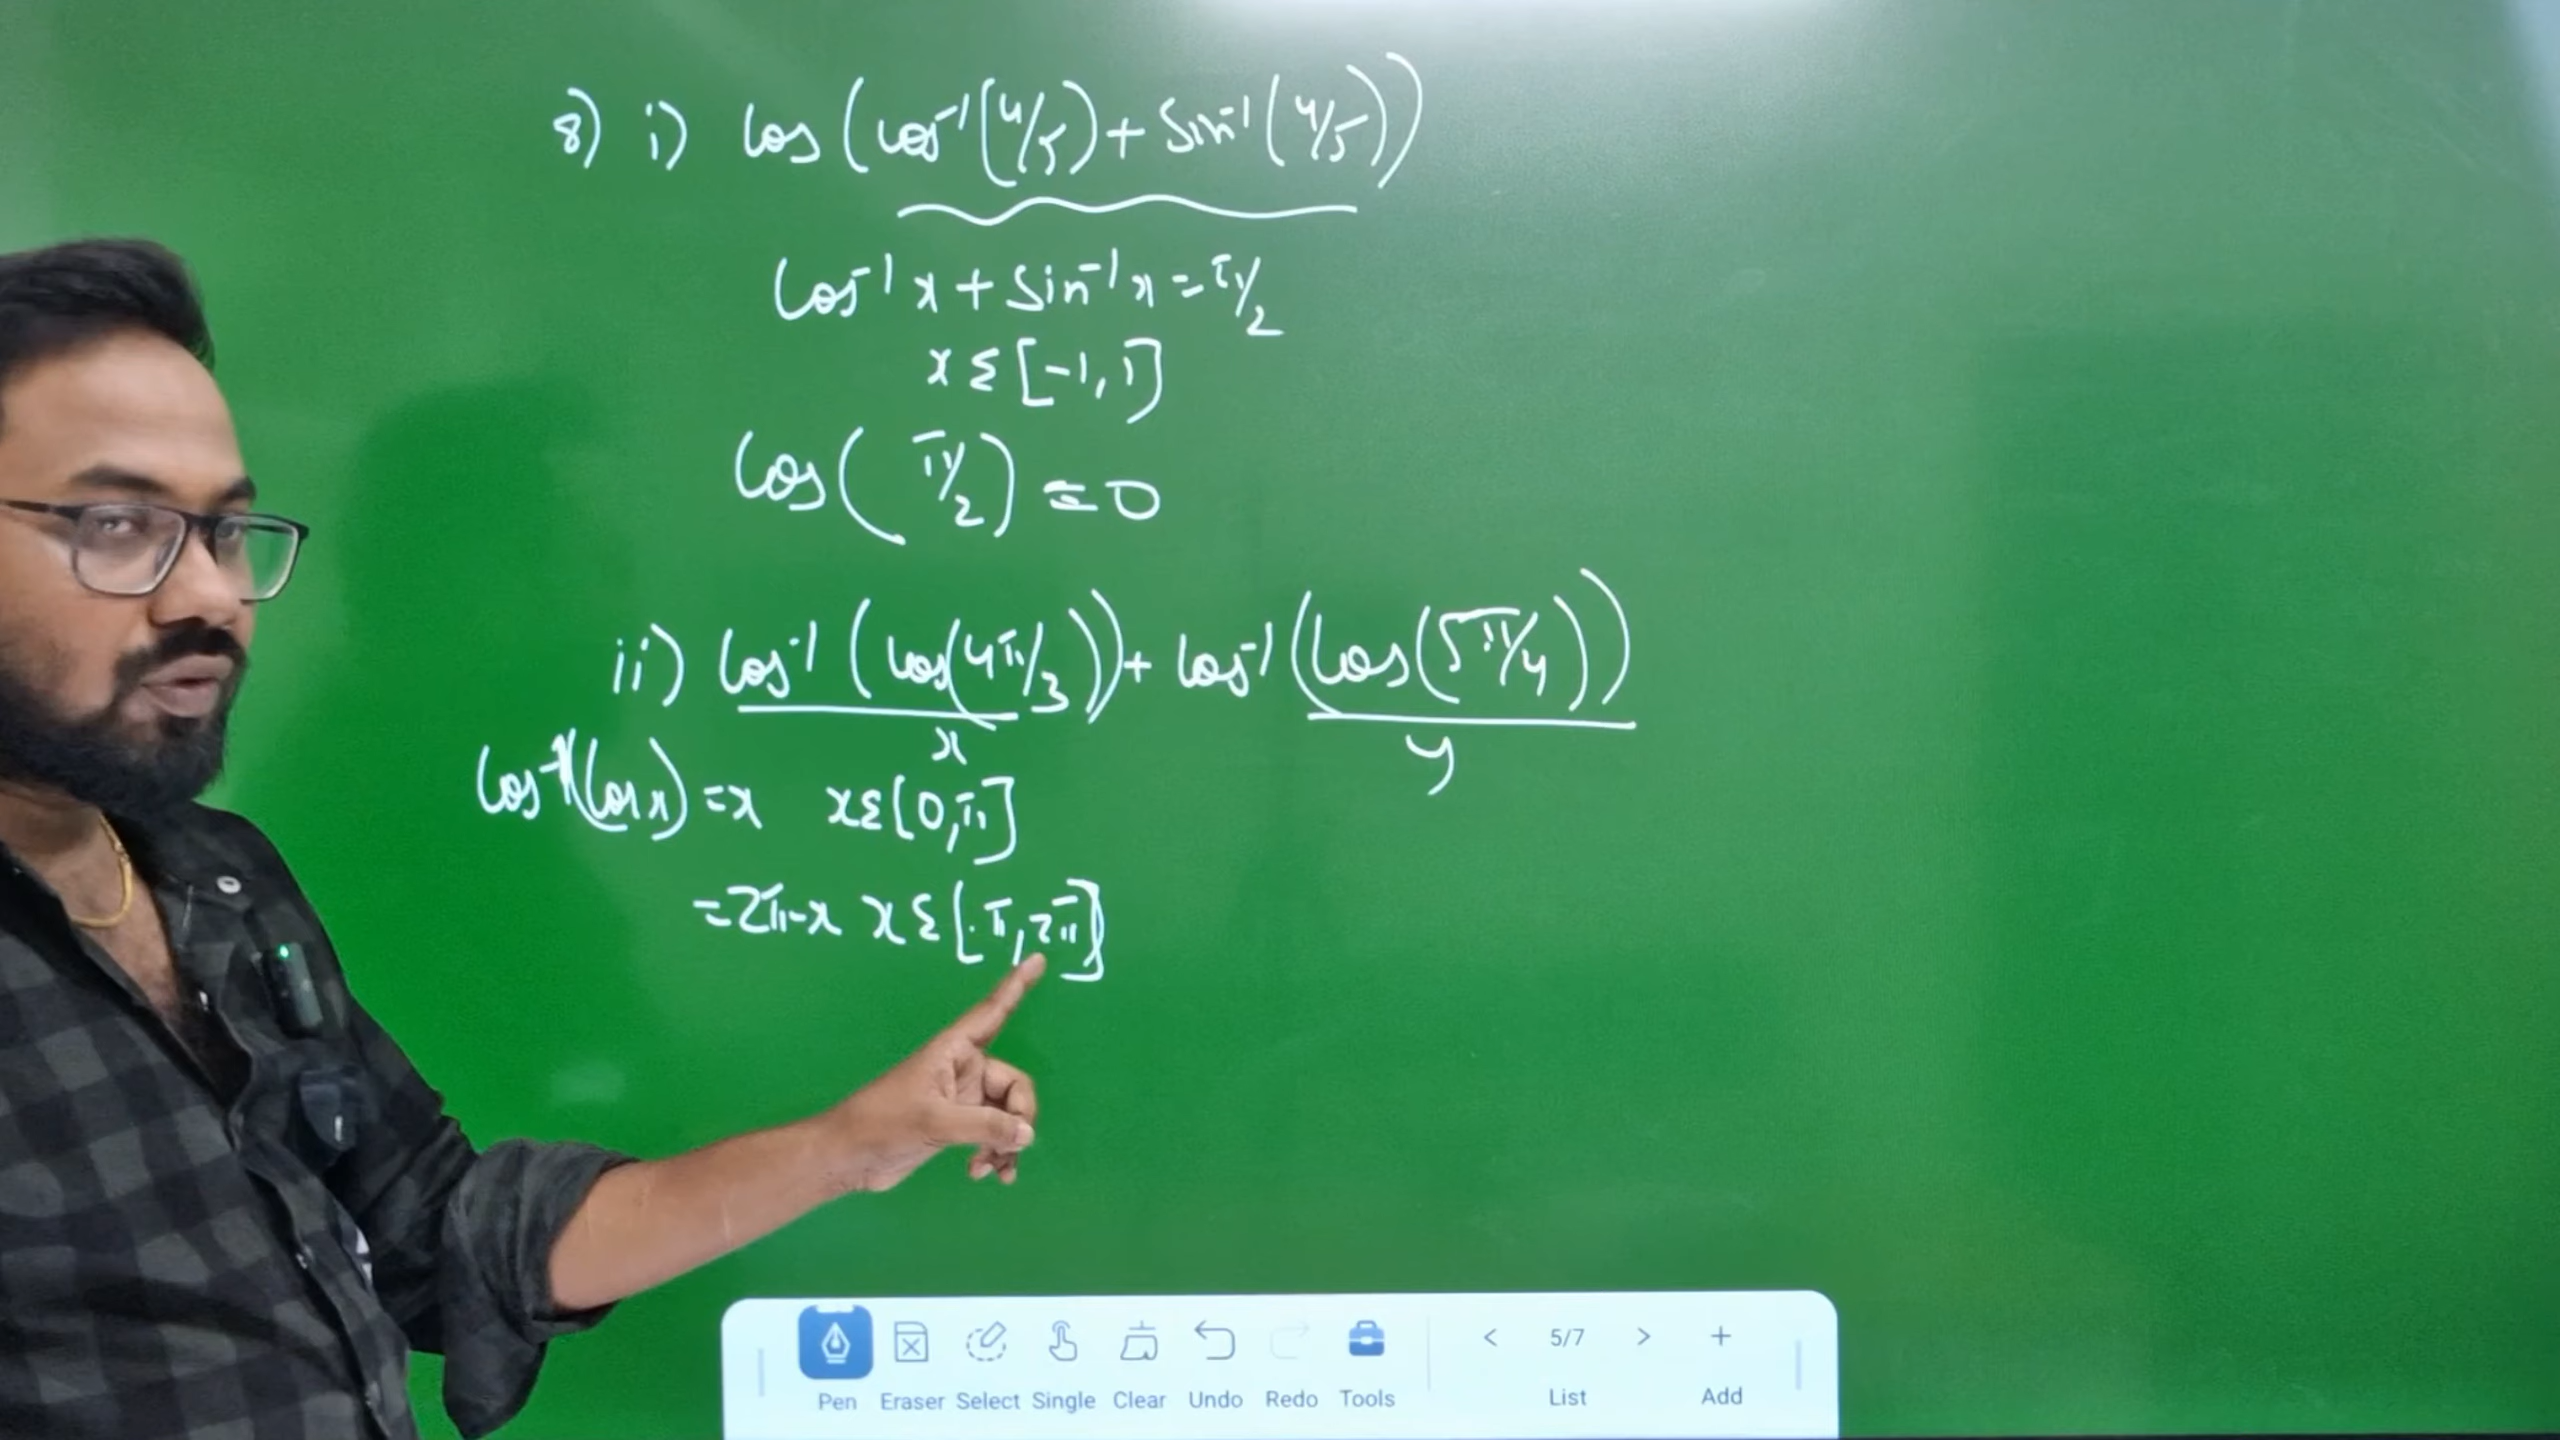 8) i) Cos(Cos⁻¹(4/5)+Sin⁻¹(4/5))
Cos⁻¹x+Sin⁻¹x=π/2
x∈[-1,1]
Cos(π/2)=0
ii) Cos⁻¹(Cos(4π/3))+Cos⁻¹(Cos(5π/4))
x y
Cos⁻¹(Cosx)=x x∈[0,π]
=2π-x x∈[π,2π]
< 5/7 > +
Pen Eraser Select Single Clear Undo Redo Tools List Add